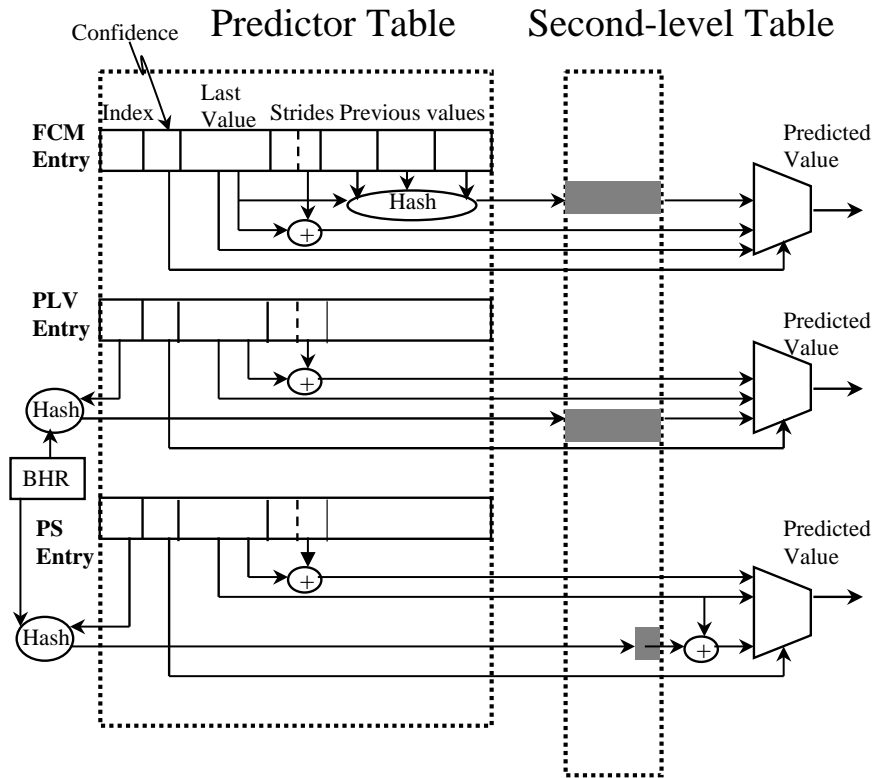 Predictor Table
Second-level Table
Confidence
Index
Last
Value
Strides
Previous values
FCM
Entry
Hash
+
Predicted
Value
PLV
Entry
+
Hash
Predicted
Value
BHR
PS
Entry
+
Hash
+
Predicted
Value